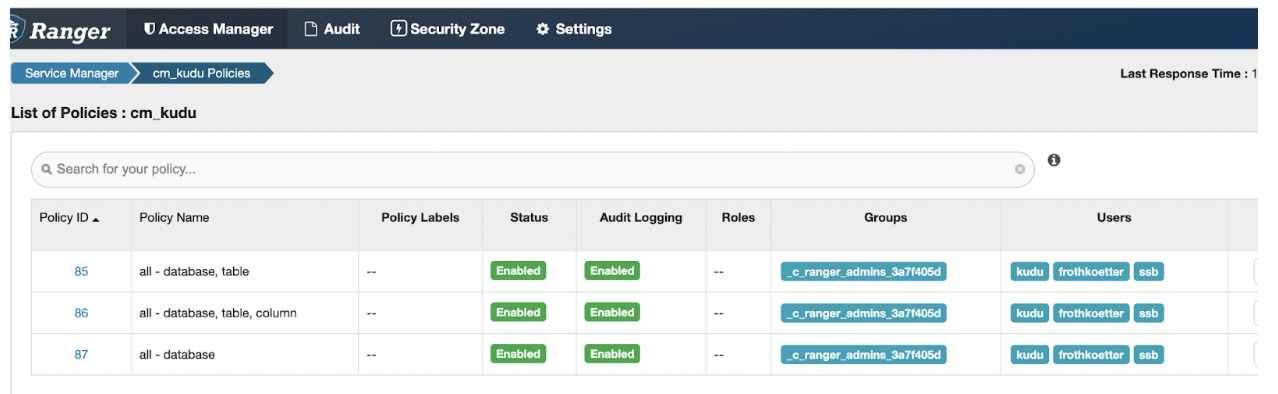 Ranger Access Manager Audit Security Zone Settings
Service Manager cm_kudu Policies Last Response Time : 1
List of Policies : cm_kudu
Search for your policy...
Policy ID Policy Name Policy Labels Status Audit Logging Roles Groups Users
85 all - database, table -- Enabled Enabled -- _c_ranger_admins_3a7f405d kudu frothkoetter ssb
86 all - database, table, column -- Enabled Enabled -- _c_ranger_admins_3a7f405d kudu frothkoetter ssb
87 all - database -- Enabled Enabled -- _c_ranger_admins_3a7f405d kudu frothkoetter ssb